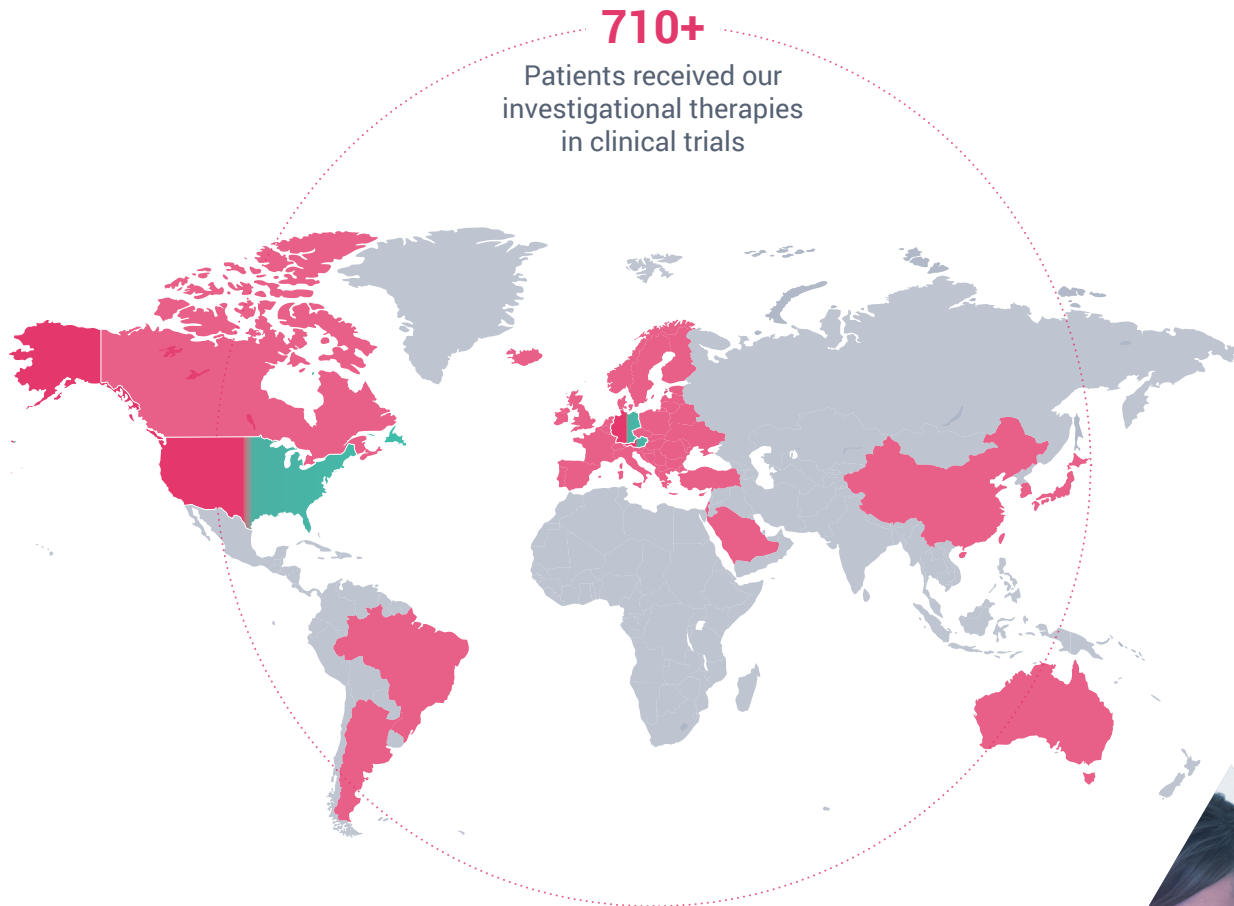 710+
Patients received our
investigational therapies
in clinical trials